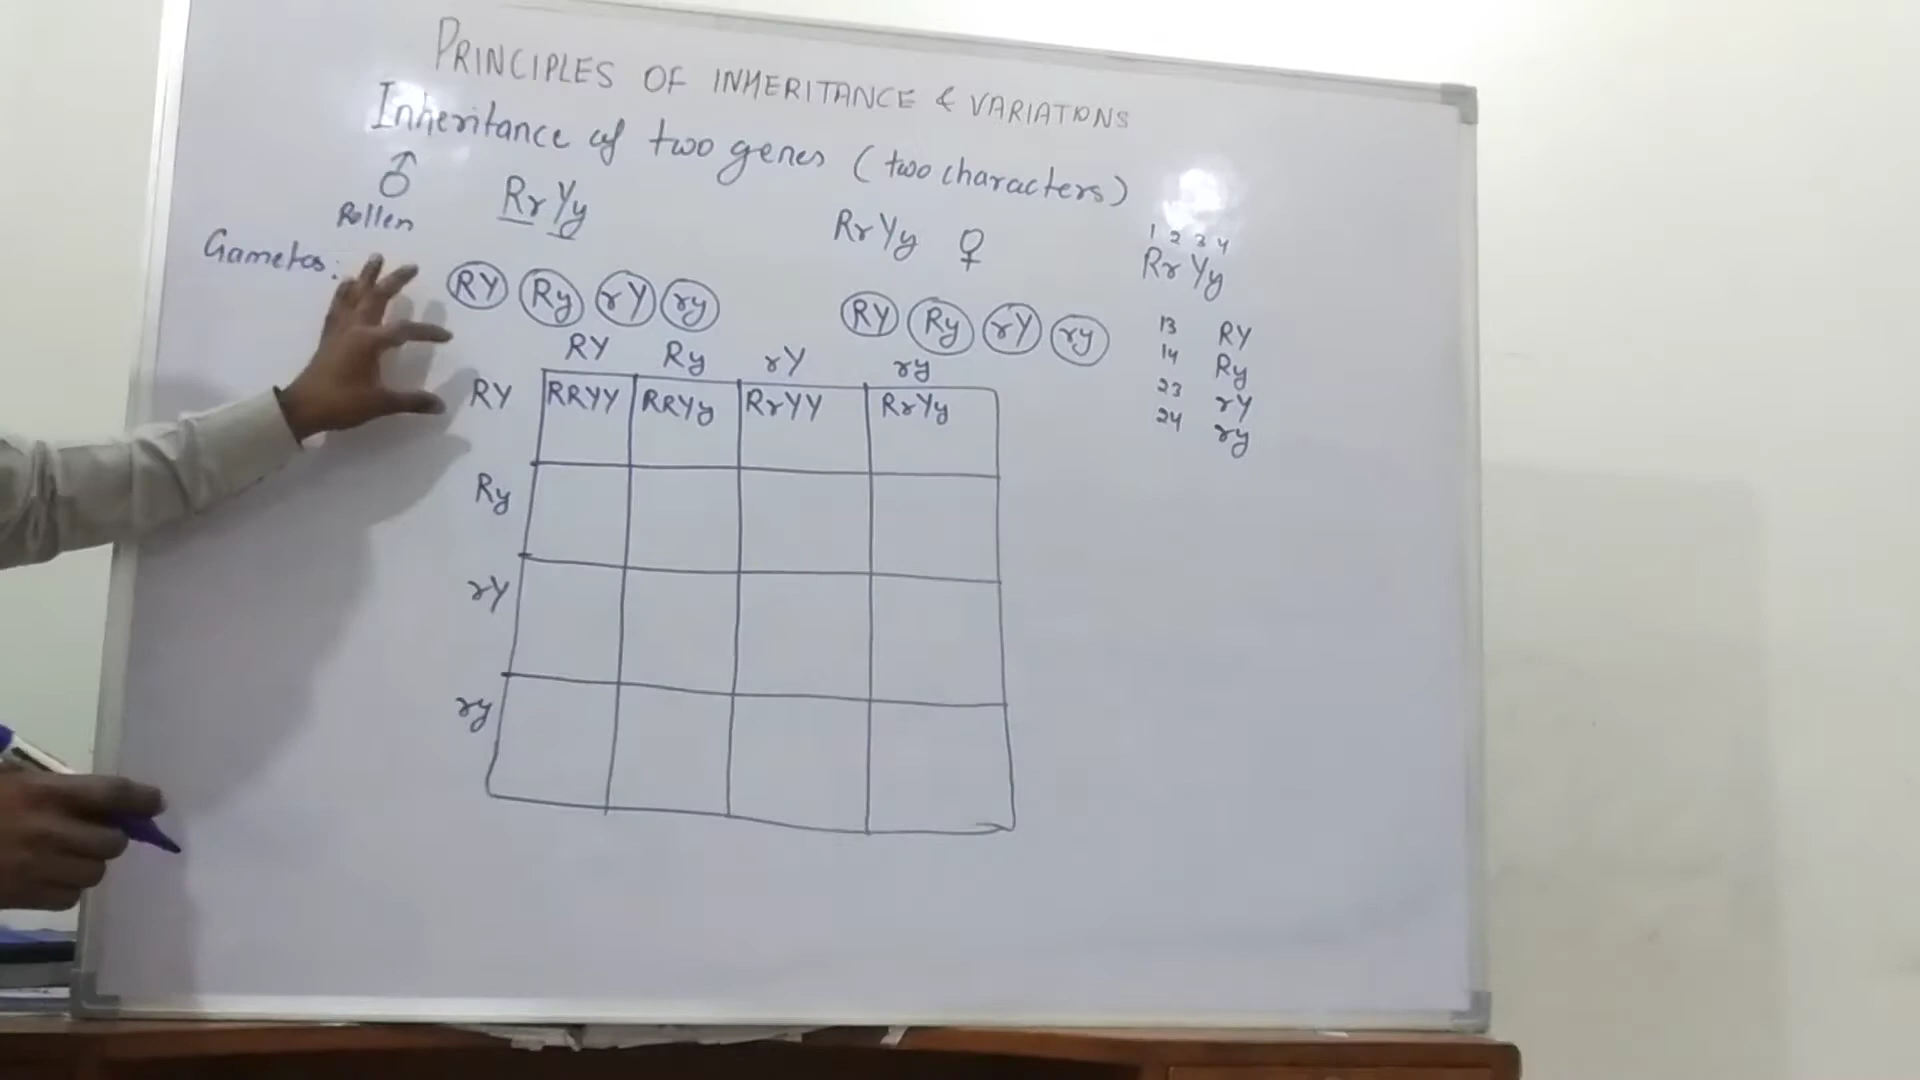 PRINCIPLES OF INHERITANCE & VARIATIONS
Inheritance of two genes (two characters)
♂ RrYy RrYy ♀
Pollen
Gametes: RY Ry rY ry RY Ry rY ry
1 2 3 4
RrYy
13 RY
14 Ry
23 rY
24 ry
RY Ry rY ry
RY RRYY RRYy RrYY RrYy
Ry
rY
ry